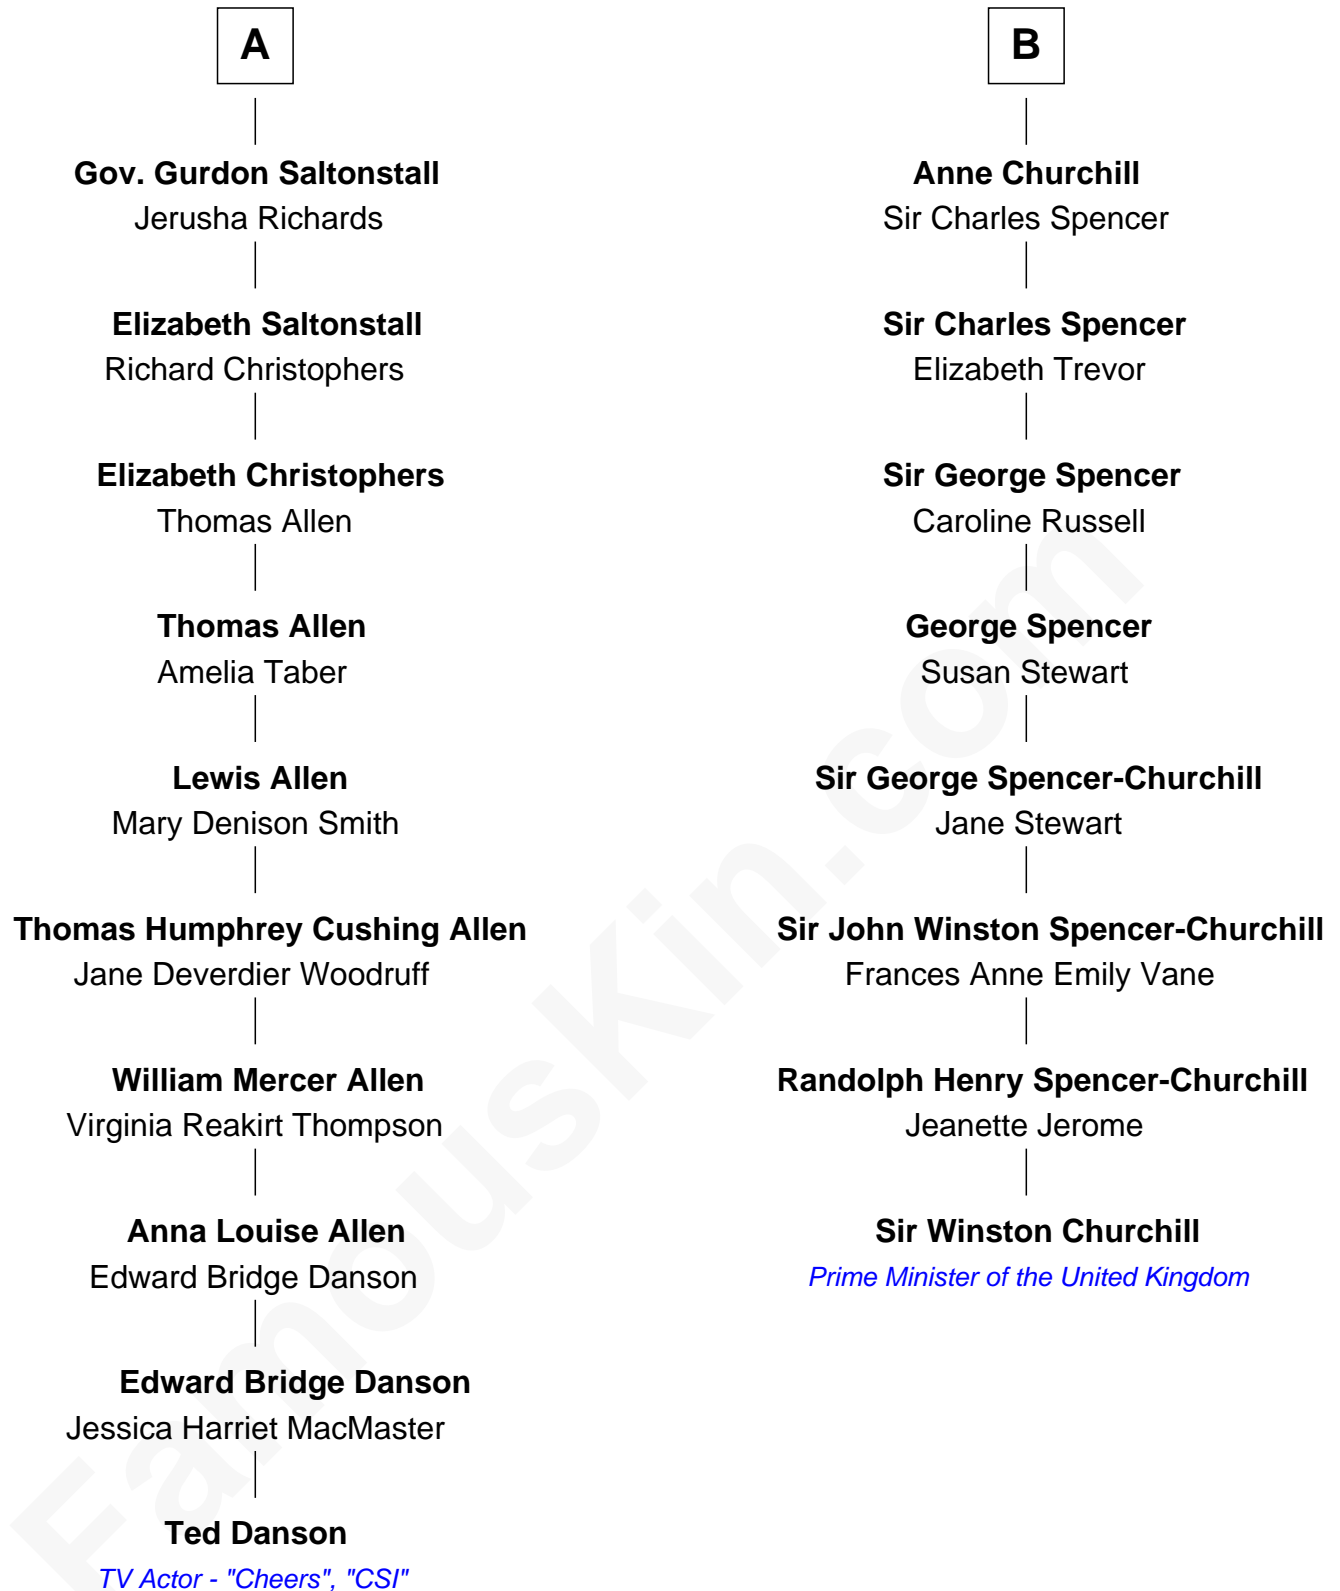 A
Gov. Gurdon Saltonstall
Jerusha Richards
Elizabeth Saltonstall
Richard Christophers
Elizabeth Christophers
Thomas Allen
Thomas Allen
Amelia Taber
Lewis Allen
Mary Denison Smith
Thomas Humphrey Cushing Allen
Jane Deverdier Woodruff
William Mercer Allen
Virginia Reakirt Thompson
Anna Louise Allen
Edward Bridge Danson
Edward Bridge Danson
Jessica Harriet MacMaster
Ted Danson
TV Actor - "Cheers", "CSI"
B
Anne Churchill
Sir Charles Spencer
Sir Charles Spencer
Elizabeth Trevor
Sir George Spencer
Caroline Russell
George Spencer
Susan Stewart
Sir George Spencer-Churchill
Jane Stewart
Sir John Winston Spencer-Churchill
Frances Anne Emily Vane
Randolph Henry Spencer-Churchill
Jeanette Jerome
Sir Winston Churchill
Prime Minister of the United Kingdom
FamousKin.com